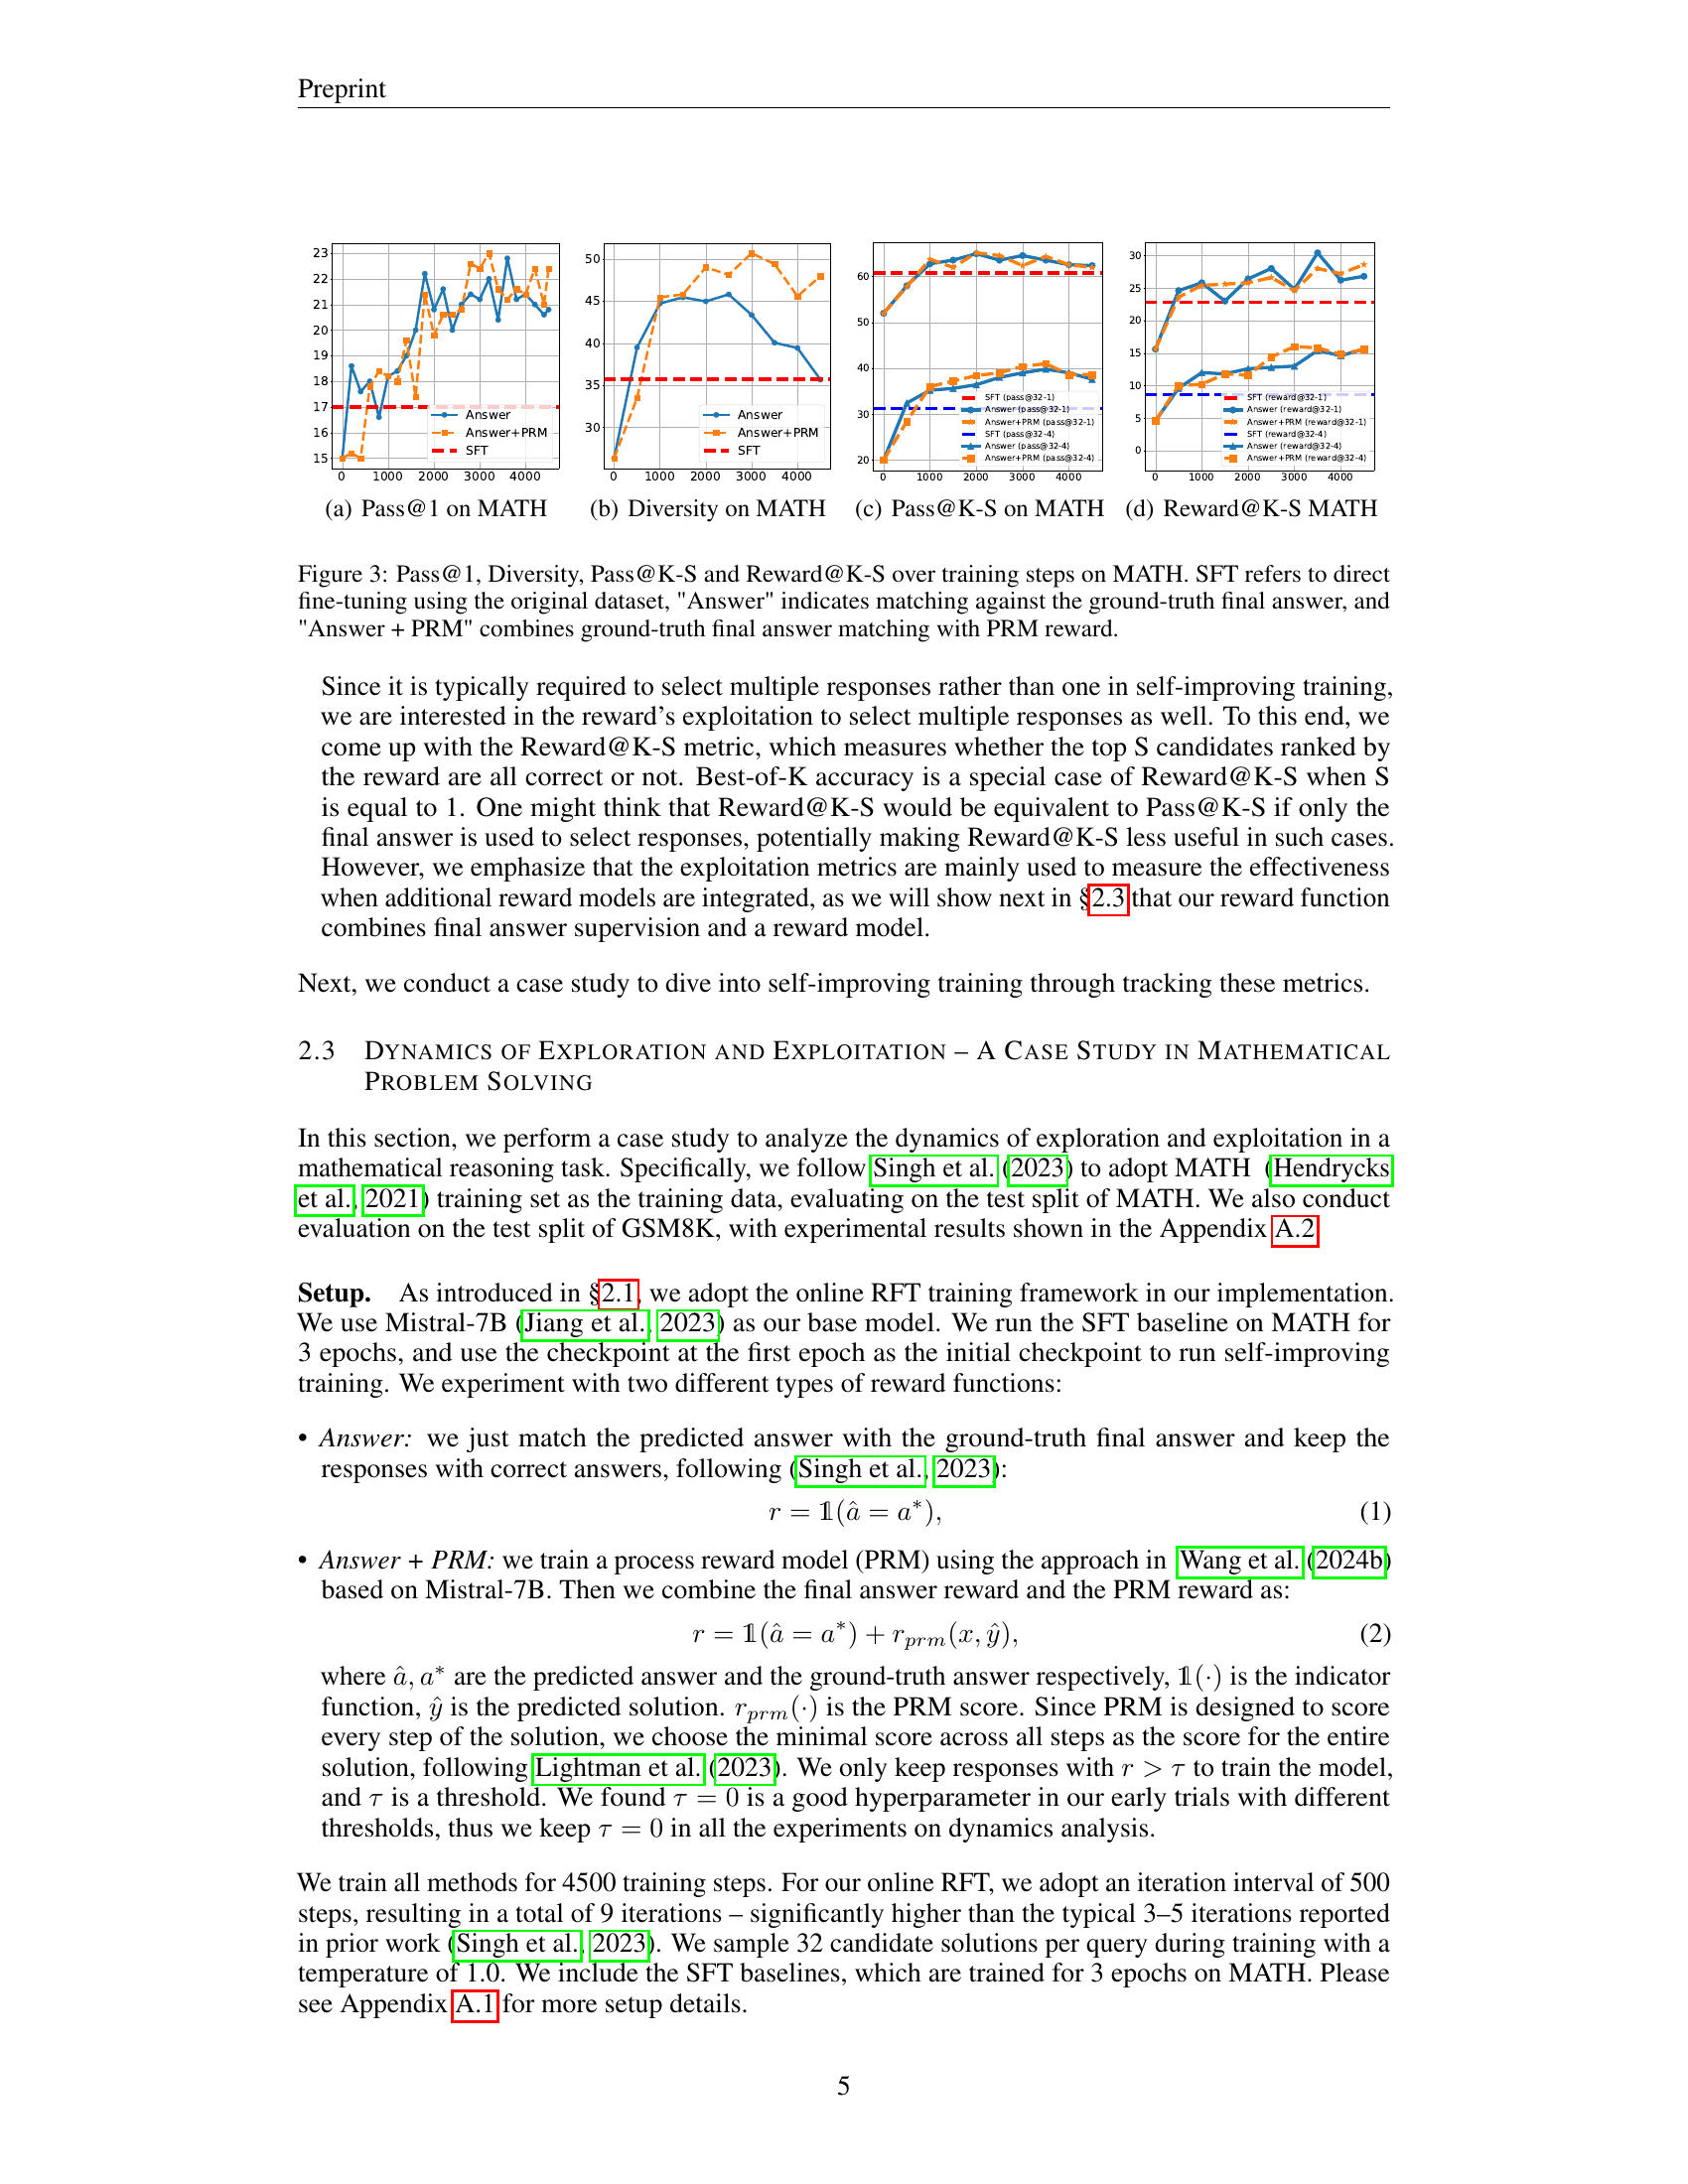 Preprint
23
22
21
20
19
18
17
16
15
0 1000 2000 3000 4000
Answer
Answer+PRM
SFT
50
45
40
35
30
0 1000 2000 3000 4000
Answer
Answer+PRM
SFT
60
50
40
30
20
0 1000 2000 3000 4000
SFT (pass@32-1)
Answer (pass@32-1)
Answer+PRM (pass@32-1)
SFT (pass@32-4)
Answer (pass@32-4)
Answer+PRM (pass@32-4)
30
25
20
15
10
5
0
0 1000 2000 3000 4000
SFT (reward@32-1)
Answer (reward@32-1)
Answer+PRM (reward@32-1)
SFT (reward@32-4)
Answer (reward@32-4)
Answer+PRM (reward@32-4)
(a) Pass@1 on MATH (b) Diversity on MATH (c) Pass@K-S on MATH (d) Reward@K-S MATH
Figure 3: Pass@1, Diversity, Pass@K-S and Reward@K-S over training steps on MATH. SFT refers to direct
fine-tuning using the original dataset, "Answer" indicates matching against the ground-truth final answer, and
"Answer + PRM" combines ground-truth final answer matching with PRM reward.
Since it is typically required to select multiple responses rather than one in self-improving training,
we are interested in the reward's exploitation to select multiple responses as well. To this end, we
come up with the Reward@K-S metric, which measures whether the top S candidates ranked by
the reward are all correct or not. Best-of-K accuracy is a special case of Reward@K-S when S
is equal to 1. One might think that Reward@K-S would be equivalent to Pass@K-S if only the
final answer is used to select responses, potentially making Reward@K-S less useful in such cases.
However, we emphasize that the exploitation metrics are mainly used to measure the effectiveness
when additional reward models are integrated, as we will show next in §2.3 that our reward function
combines final answer supervision and a reward model.
Next, we conduct a case study to dive into self-improving training through tracking these metrics.
2.3 DYNAMICS OF EXPLORATION AND EXPLOITATION – A CASE STUDY IN MATHEMATICAL
PROBLEM SOLVING
In this section, we perform a case study to analyze the dynamics of exploration and exploitation in a
mathematical reasoning task. Specifically, we follow Singh et al. (2023) to adopt MATH (Hendrycks
et al., 2021) training set as the training data, evaluating on the test split of MATH. We also conduct
evaluation on the test split of GSM8K, with experimental results shown in the Appendix A.2
Setup. As introduced in §2.1, we adopt the online RFT training framework in our implementation.
We use Mistral-7B (Jiang et al., 2023) as our base model. We run the SFT baseline on MATH for
3 epochs, and use the checkpoint at the first epoch as the initial checkpoint to run self-improving
training. We experiment with two different types of reward functions:
• Answer: we just match the predicted answer with the ground-truth final answer and keep the
responses with correct answers, following (Singh et al., 2023):
r = 𝟙(â = a*), (1)
• Answer + PRM: we train a process reward model (PRM) using the approach in Wang et al. (2024b)
based on Mistral-7B. Then we combine the final answer reward and the PRM reward as:
r = 𝟙(â = a*) + r_prm(x, ŷ), (2)
where â, a* are the predicted answer and the ground-truth answer respectively, 𝟙(·) is the indicator
function, ŷ is the predicted solution. r_prm(·) is the PRM score. Since PRM is designed to score
every step of the solution, we choose the minimal score across all steps as the score for the entire
solution, following Lightman et al. (2023). We only keep responses with r > τ to train the model,
and τ is a threshold. We found τ = 0 is a good hyperparameter in our early trials with different
thresholds, thus we keep τ = 0 in all the experiments on dynamics analysis.
We train all methods for 4500 training steps. For our online RFT, we adopt an iteration interval of 500
steps, resulting in a total of 9 iterations – significantly higher than the typical 3–5 iterations reported
in prior work (Singh et al., 2023). We sample 32 candidate solutions per query during training with a
temperature of 1.0. We include the SFT baselines, which are trained for 3 epochs on MATH. Please
see Appendix A.1 for more setup details.
5